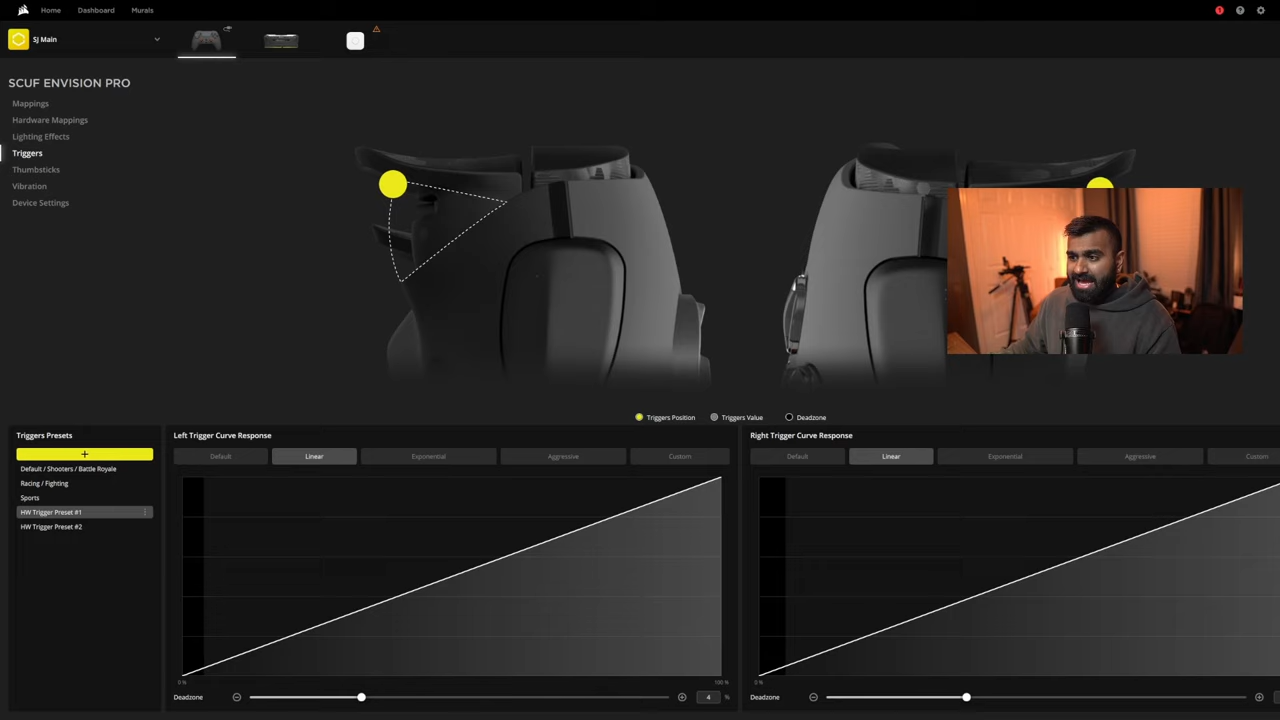 Home Dashboard Murals
SJ Main
SCUF ENVISION PRO
Mappings
Hardware Mappings
Lighting Effects
Triggers
Thumbsticks
Vibration
Device Settings
Triggers Position Triggers Value Deadzone
Triggers Presets
+
Default / Shooters / Battle Royale
Racing / Fighting
Sports
HW Trigger Preset #1
HW Trigger Preset #2
Left Trigger Curve Response
Default Linear Exponential Aggressive Custom
0 % 100 %
Deadzone 4 %
Right Trigger Curve Response
Default Linear Exponential Aggressive Custom
0 %
Deadzone